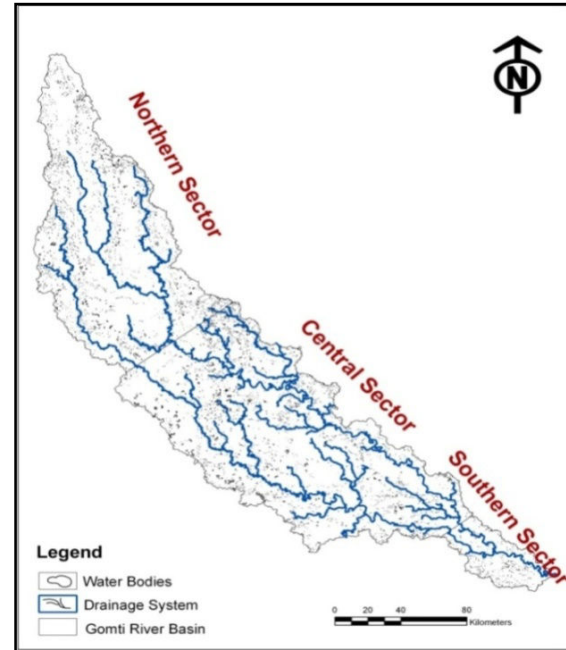 N
Northern Sector
Central Sector
Southern Sector
Legend
Water Bodies
Drainage System
Gomti River Basin
0 20 40 80
Kilometers